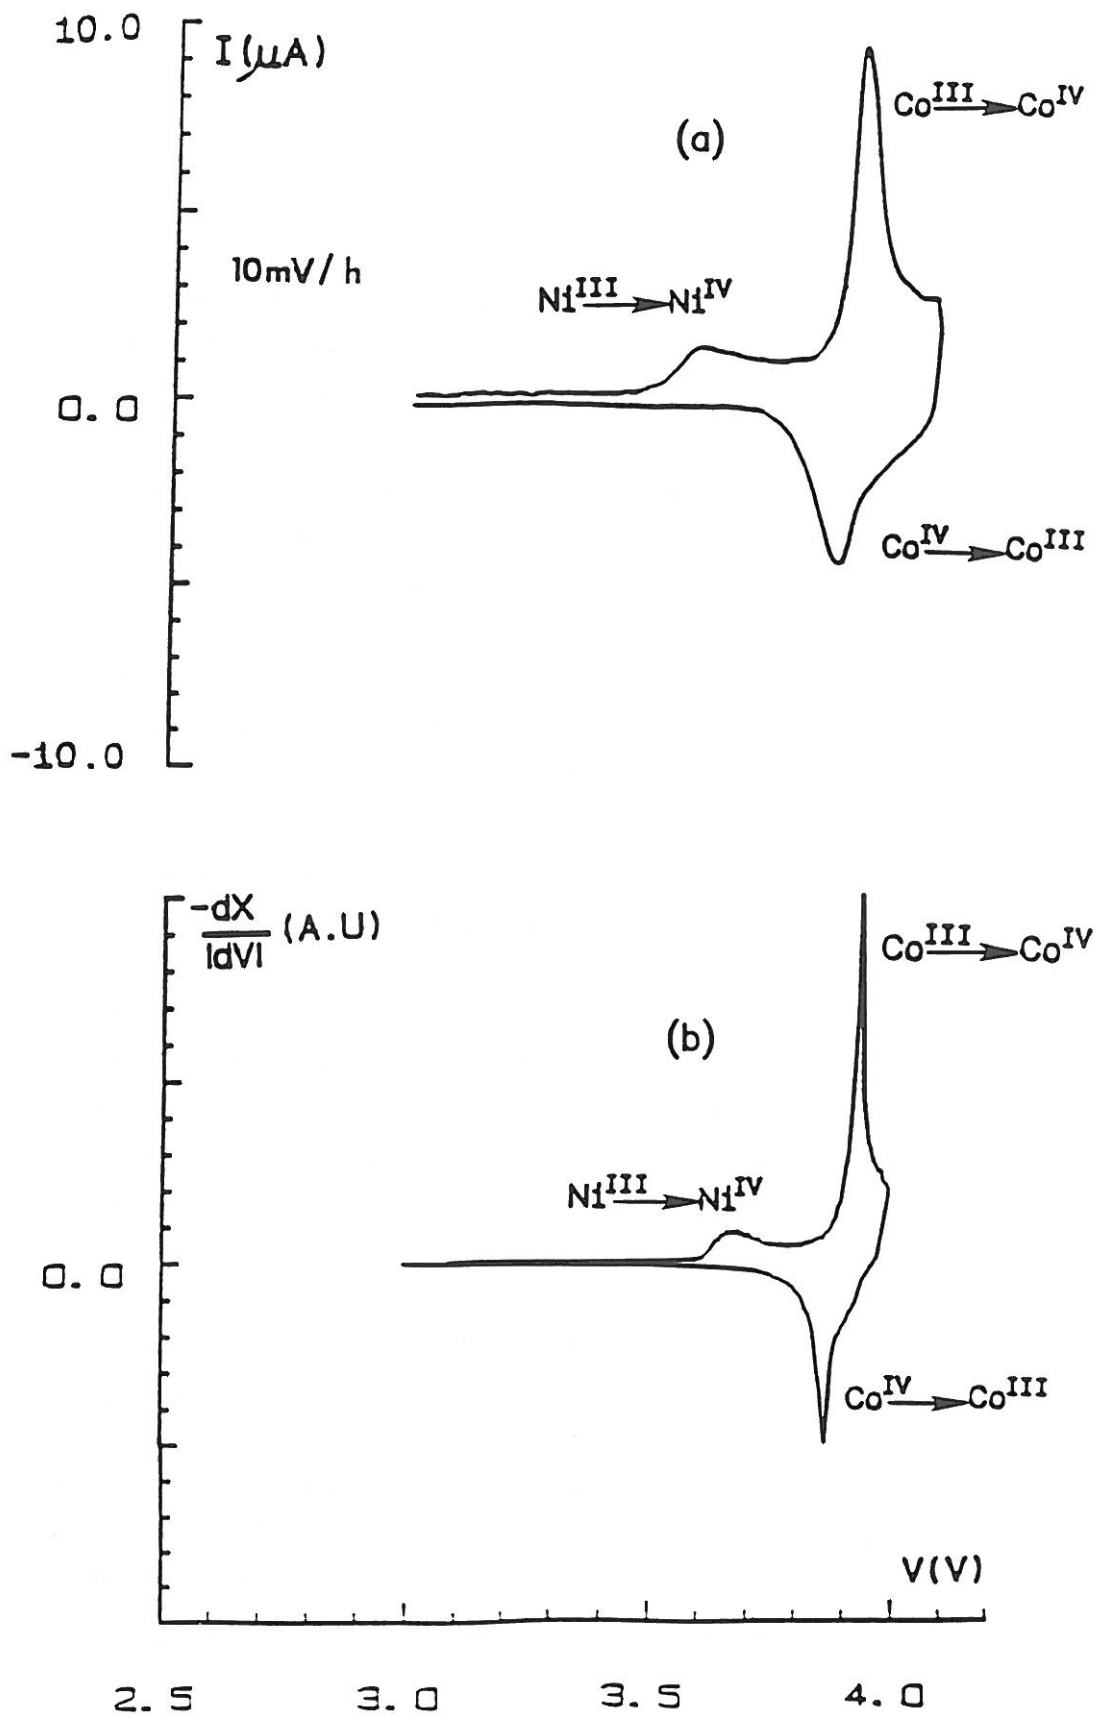 10.0
I(μA)
Co^III → Co^IV
(a)
10mV/h
Ni^III → Ni^IV
0.0
Co^IV → Co^III
-10.0
-dX
|dV|
(A.U)
Co^III → Co^IV
(b)
Ni^III → Ni^IV
0.0
Co^IV → Co^III
V(V)
2.5 3.0 3.5 4.0